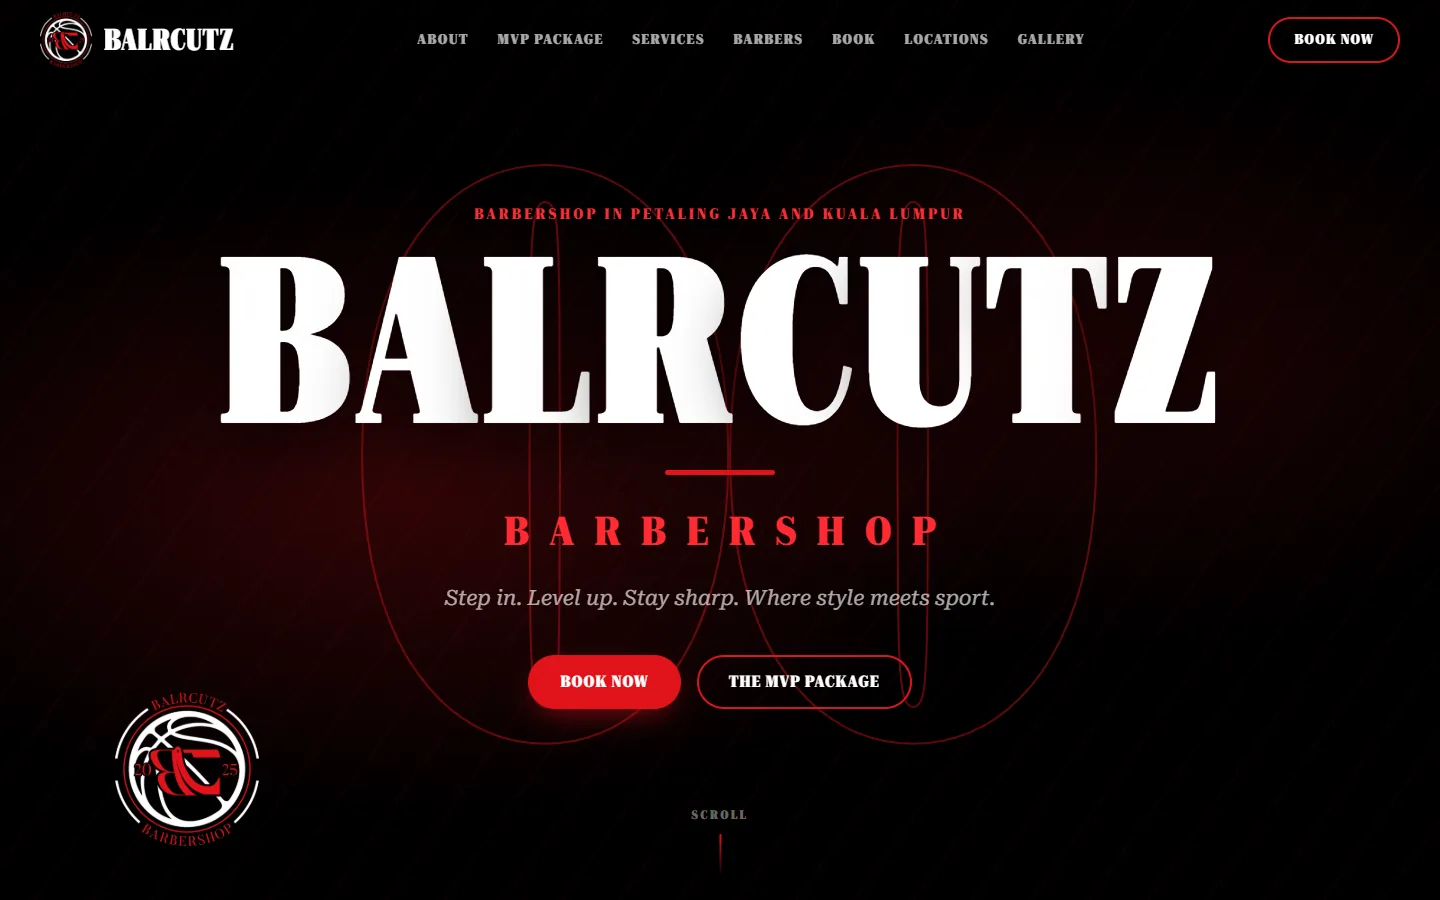 BALRCUTZ
ABOUT MVP PACKAGE SERVICES BARBERS BOOK LOCATIONS GALLERY
BOOK NOW
BARBERSHOP IN PETALING JAYA AND KUALA LUMPUR
BALRCUTZ
BARBERSHOP
Step in. Level up. Stay sharp. Where style meets sport.
BOOK NOW
THE MVP PACKAGE
BALRCUTZ
20 BC 25
BARBERSHOP
SCROLL
00